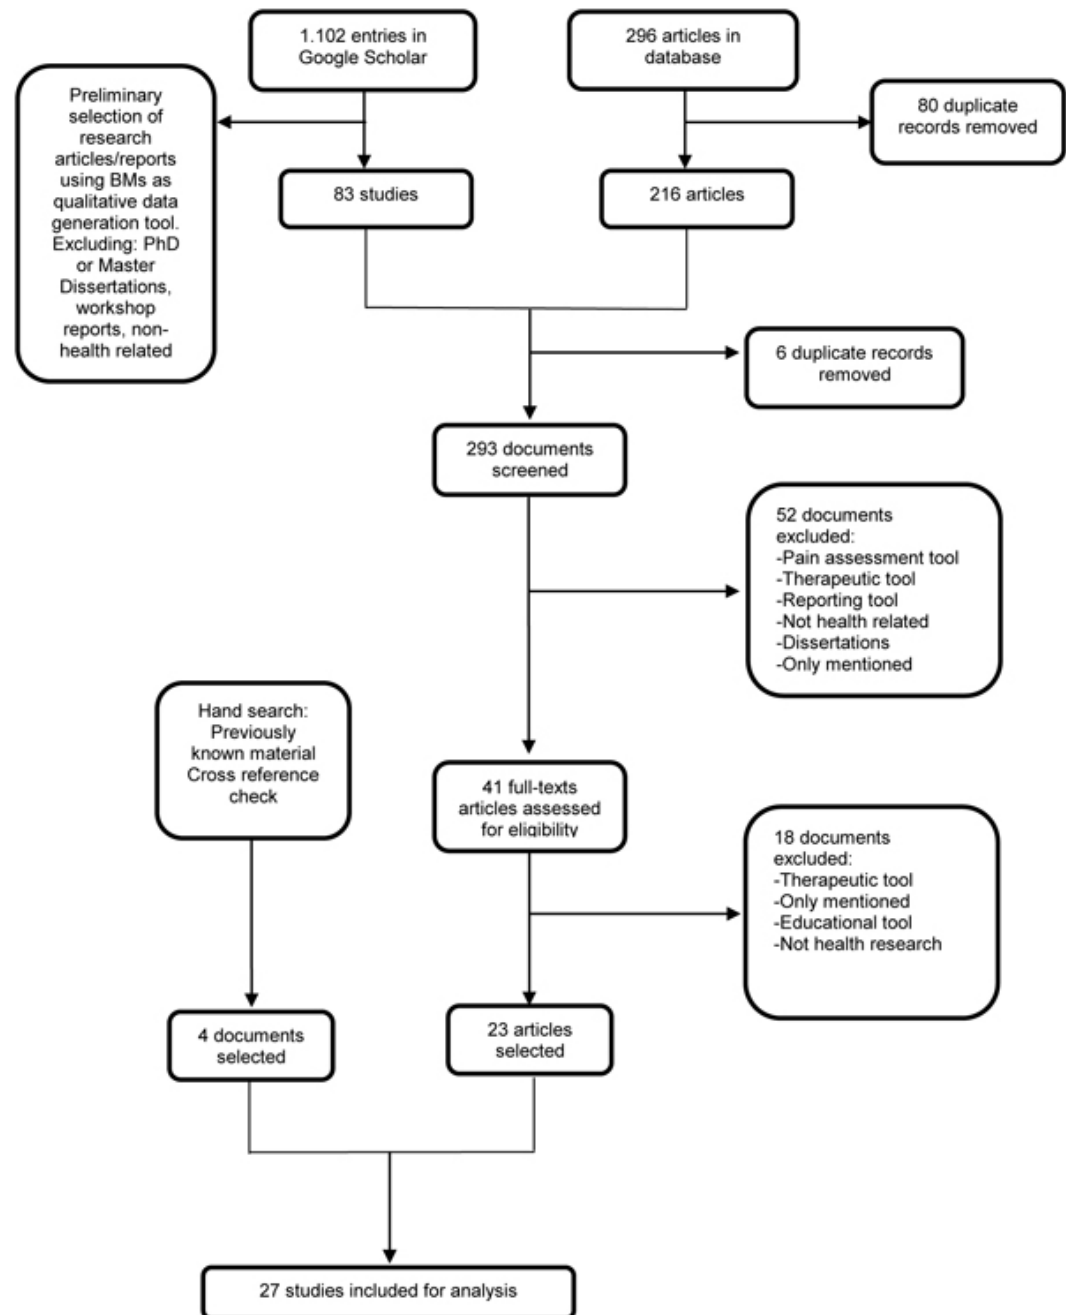 1.102 entries in
Google Scholar
296 articles in
database
Preliminary
selection of
research
articles/reports
using BMs as
qualitative data
generation tool.
Excluding: PhD
or Master
Dissertations,
workshop
reports, non-
health related
80 duplicate
records removed
83 studies
216 articles
6 duplicate records
removed
293 documents
screened
52 documents
excluded:
-Pain assessment tool
-Therapeutic tool
-Reporting tool
-Not health related
-Dissertations
-Only mentioned
Hand search:
Previously
known material
Cross reference
check
41 full-texts
articles assessed
for eligibility
18 documents
excluded:
-Therapeutic tool
-Only mentioned
-Educational tool
-Not health research
4 documents
selected
23 articles
selected
27 studies included for analysis